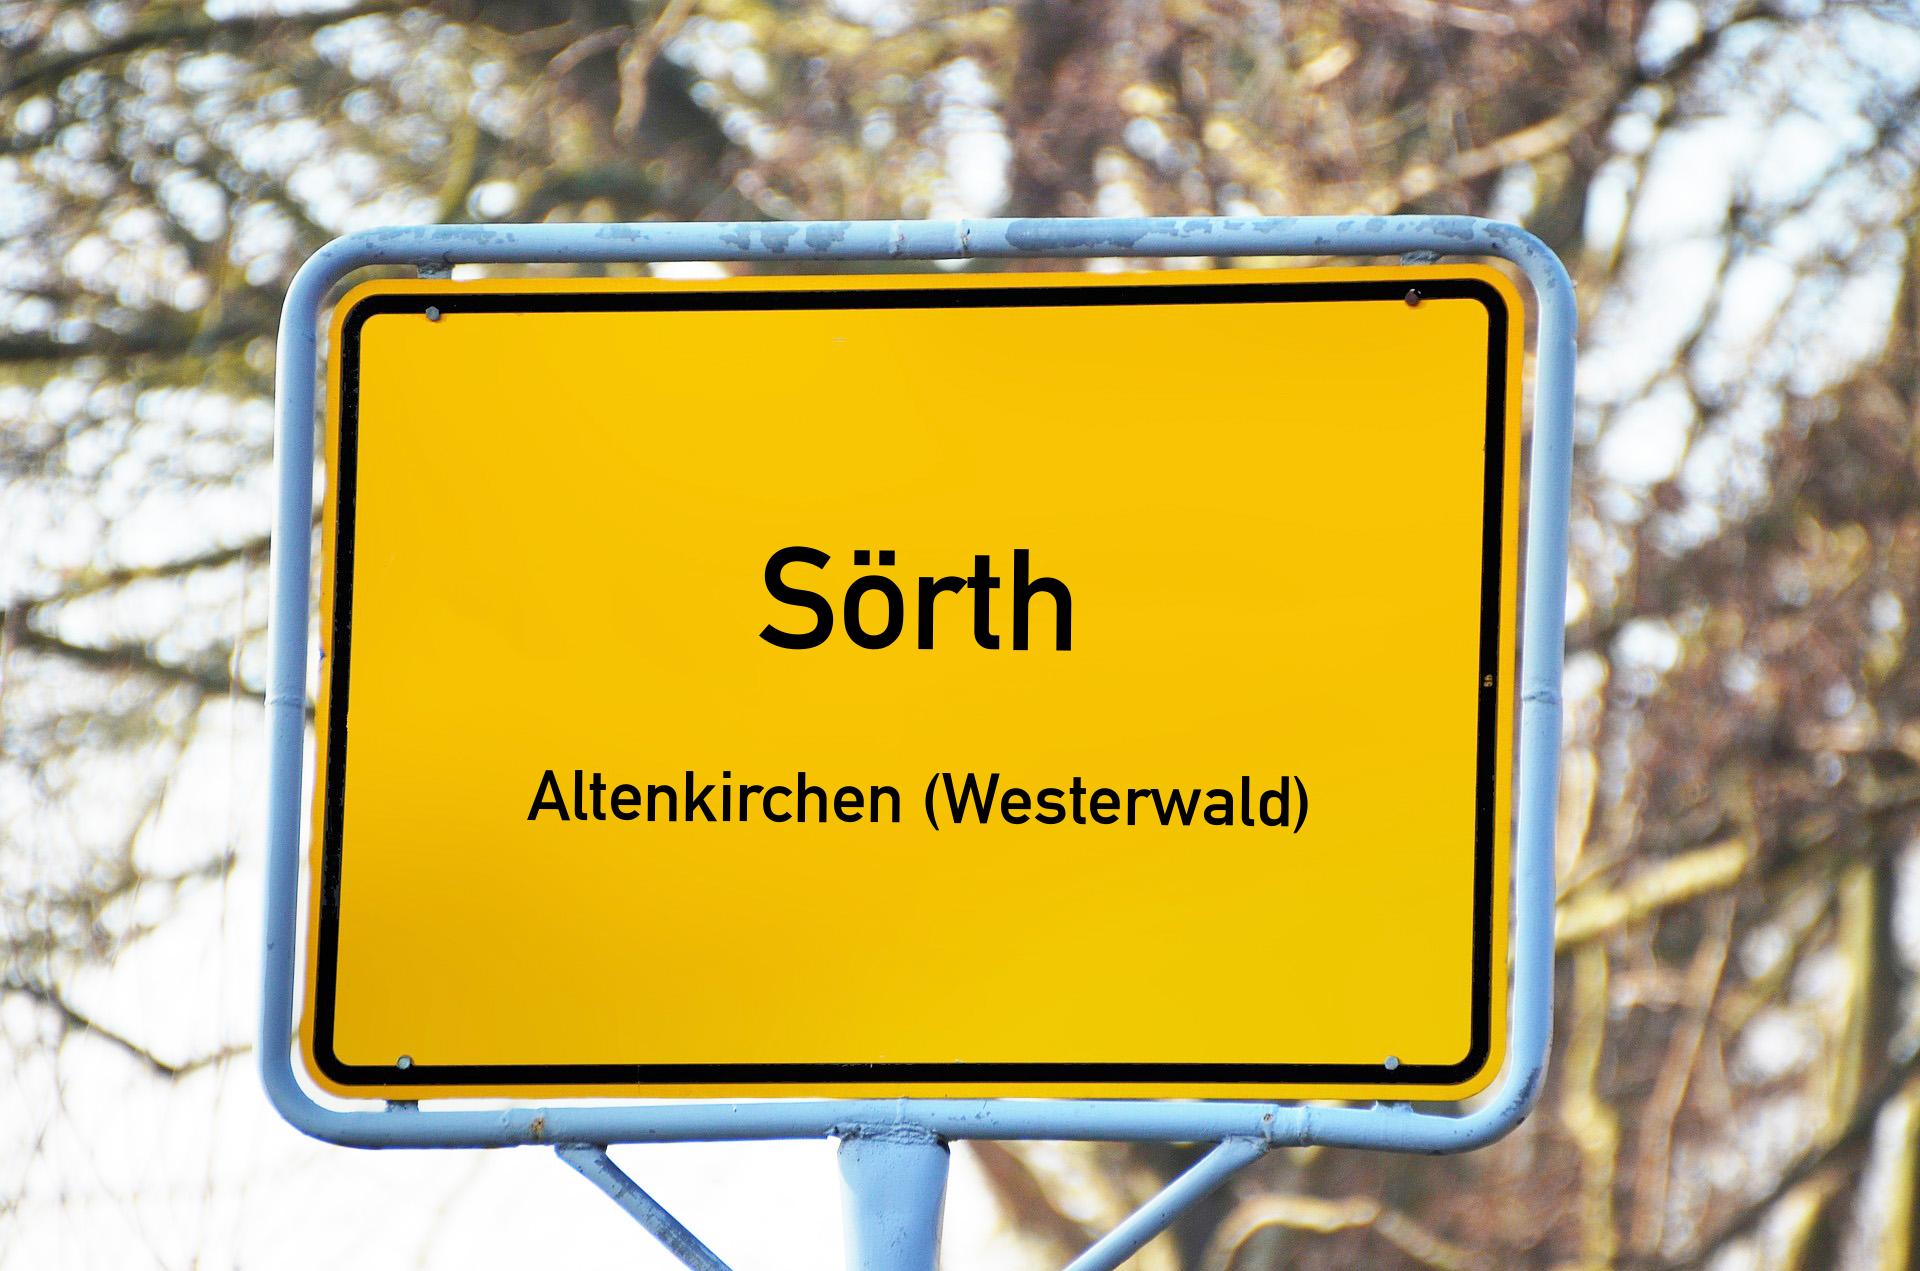 Sörth
Altenkirchen (Westerwald)